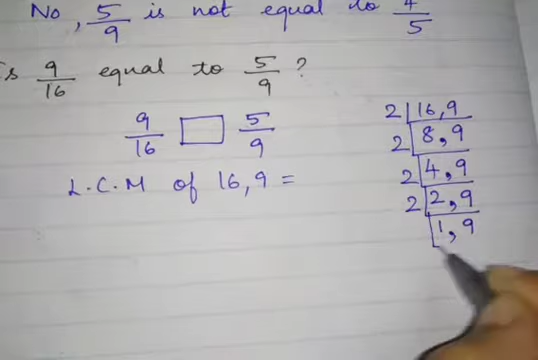 No, 5/9 is not equal to 4/5
Is 9/16 equal to 5/9 ?
9/16 □ 5/9
L.C.M of 16,9 =
2 | 16, 9
2 | 8, 9
2 | 4, 9
2 | 2, 9
1, 9